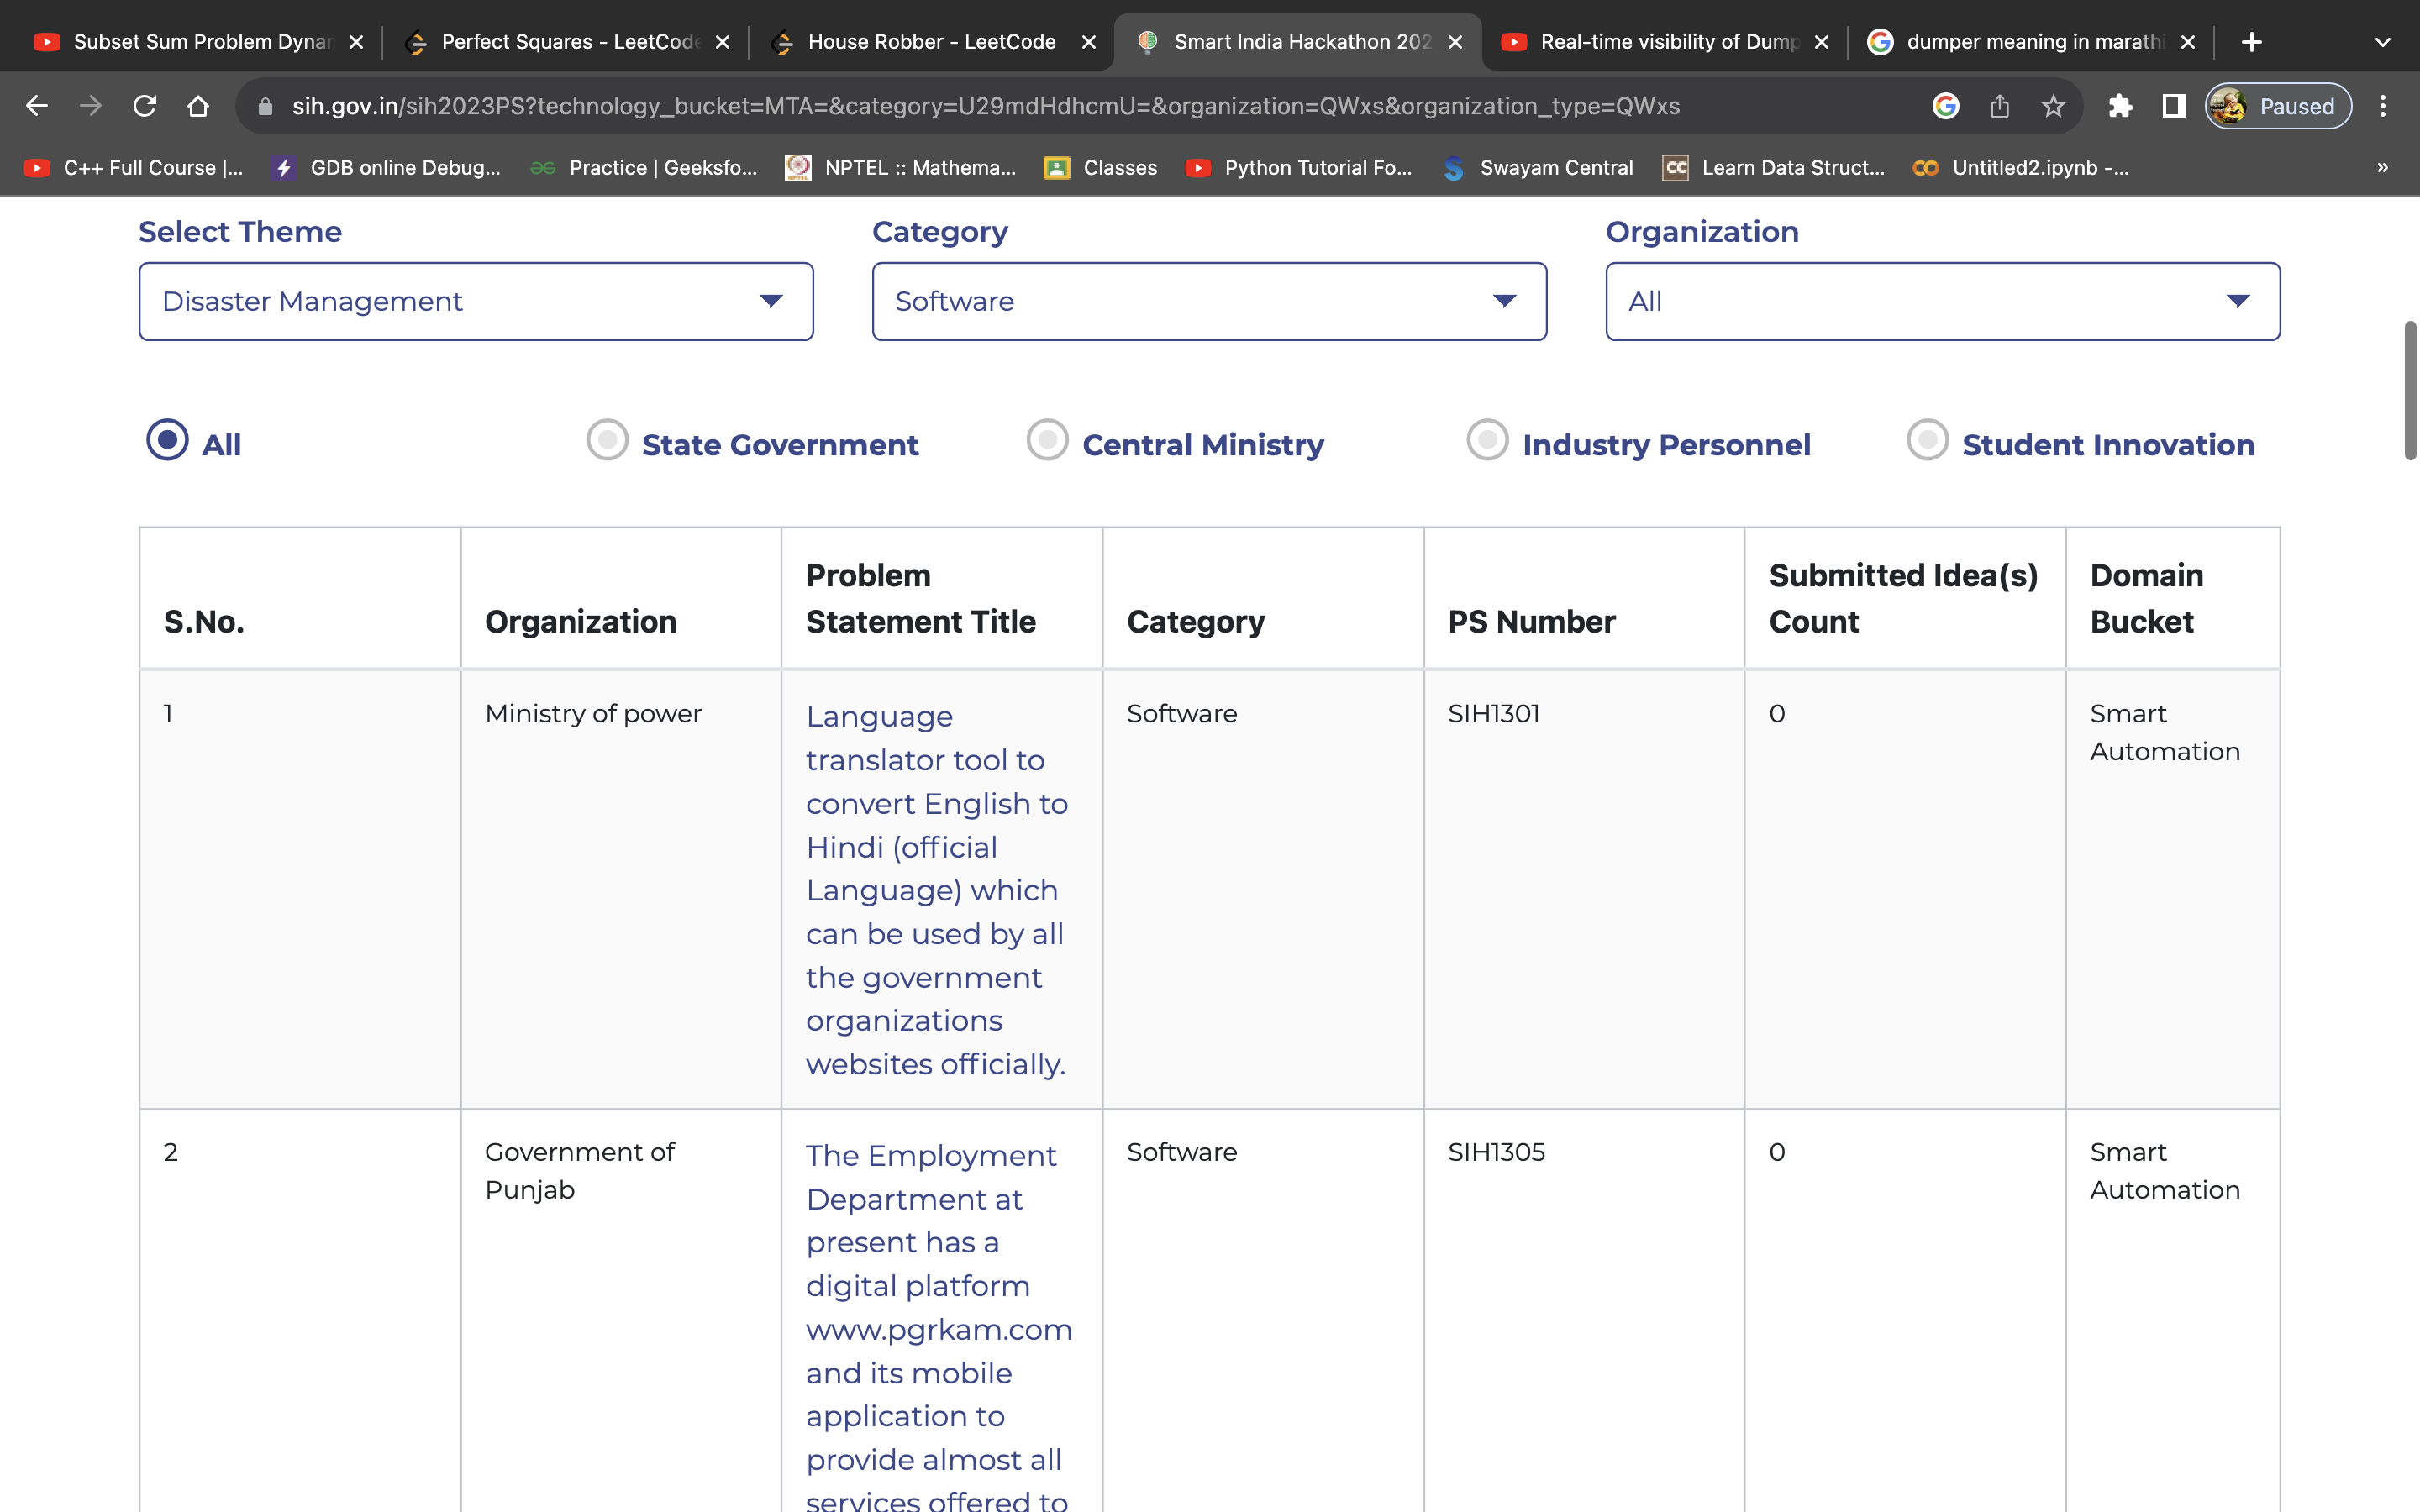 Subset Sum Problem Dynar
Perfect Squares - LeetCode
House Robber - LeetCode
Smart India Hackathon 202
Real-time visibility of Dump
dumper meaning in marathi
sih.gov.in/sih2023PS?technology_bucket=MTA=&category=U29mdHdhcmU=&organization=QWxs&organization_type=QWxs
Paused
C++ Full Course |...
GDB online Debug...
Practice | Geeksfo...
NPTEL :: Mathema...
Classes
Python Tutorial Fo...
Swayam Central
CC
Learn Data Struct...
Untitled2.ipynb -...
»
Select Theme
Category
Organization
Disaster Management
Software
All
All
State Government
Central Ministry
Industry Personnel
Student Innovation
S.No.
Organization
Problem
Statement Title
Category
PS Number
Submitted Idea(s)
Count
Domain
Bucket
1
Ministry of power
Language
translator tool to
convert English to
Hindi (official
Language) which
can be used by all
the government
organizations
websites officially.
Software
SIH1301
0
Smart
Automation
2
Government of
Punjab
The Employment
Department at
present has a
digital platform
www.pgrkam.com
and its mobile
application to
provide almost all
services offered to
Software
SIH1305
0
Smart
Automation